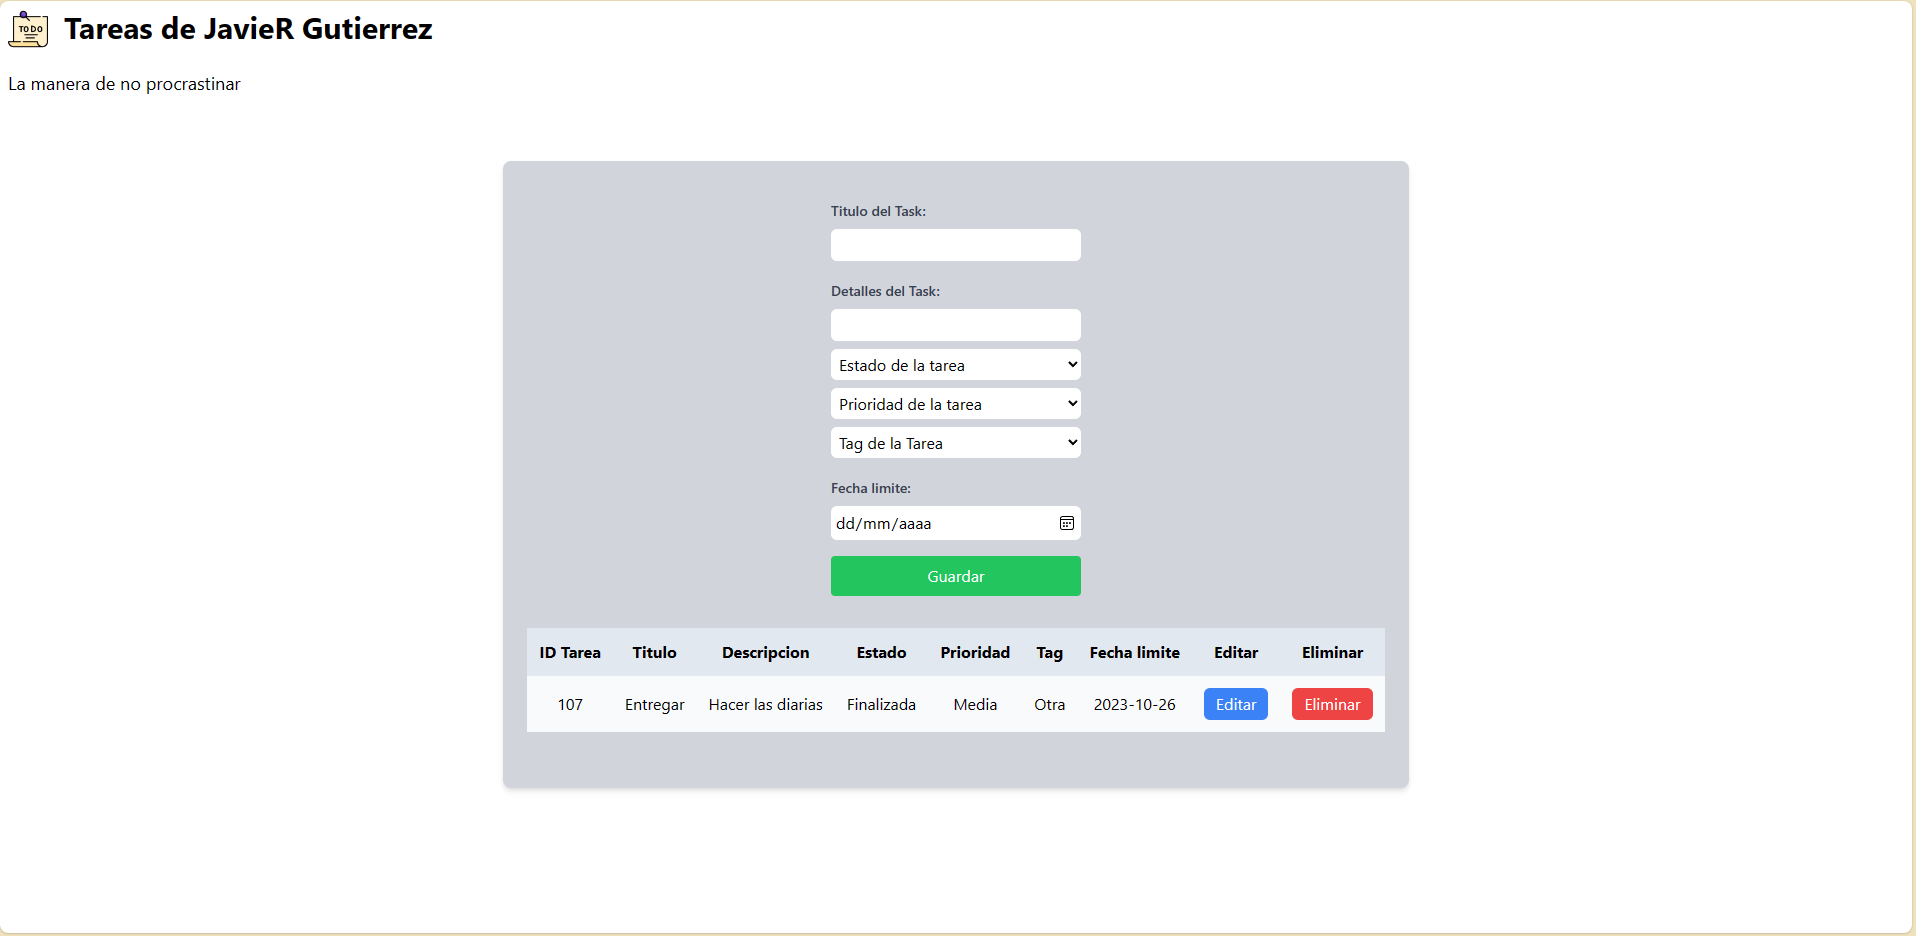 TO DO
Tareas de JavieR Gutierrez
La manera de no procrastinar
Titulo del Task:
Detalles del Task:
Estado de la tarea
Prioridad de la tarea
Tag de la Tarea
Fecha limite:
dd/mm/aaaa
Guardar
ID Tarea Titulo Descripcion Estado Prioridad Tag Fecha limite Editar Eliminar
107 Entregar Hacer las diarias Finalizada Media Otra 2023-10-26 Editar Eliminar